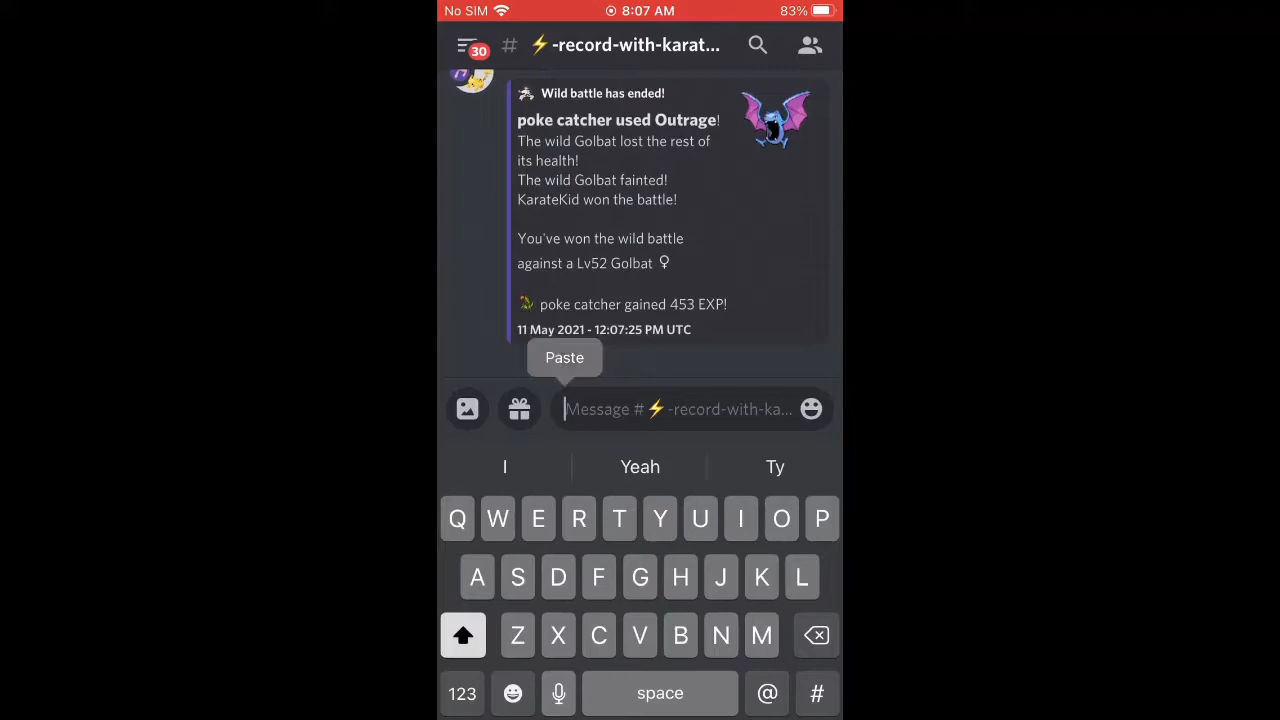 No SIM 8:07 AM 83%
30 # ⚡-record-with-karat...
Wild battle has ended!
poke catcher used Outrage!
The wild Golbat lost the rest of
its health!
The wild Golbat fainted!
KarateKid won the battle!
You've won the wild battle
against a Lv52 Golbat ♀
poke catcher gained 453 EXP!
11 May 2021 - 12:07:25 PM UTC
Paste
Message #⚡-record-with-ka...
I Yeah Ty
Q W E R T Y U I O P
A S D F G H J K L
Z X C V B N M
123 space @ #